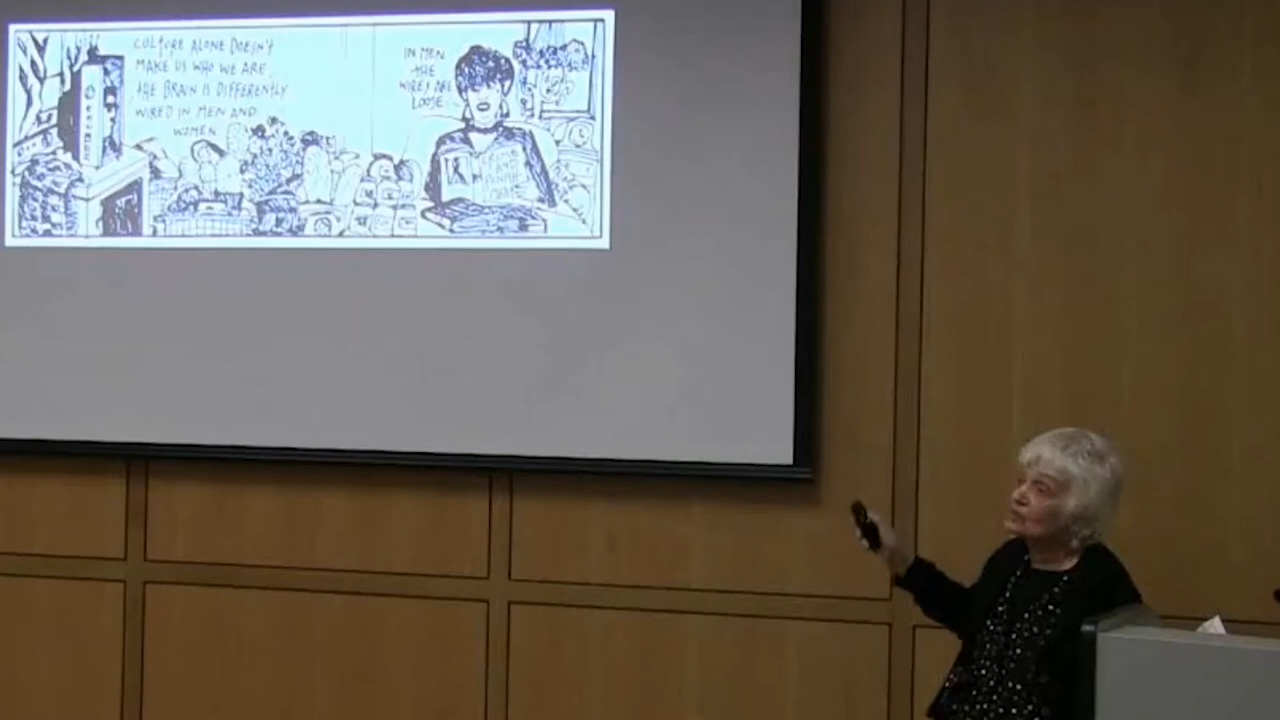 CULTURE ALONE DOESN'T
MAKE US WHO WE ARE.
THE BRAIN IS DIFFERENTLY
WIRED IN MEN AND
WOMEN
IN MEN
THE
WIRES ARE
LOOSE